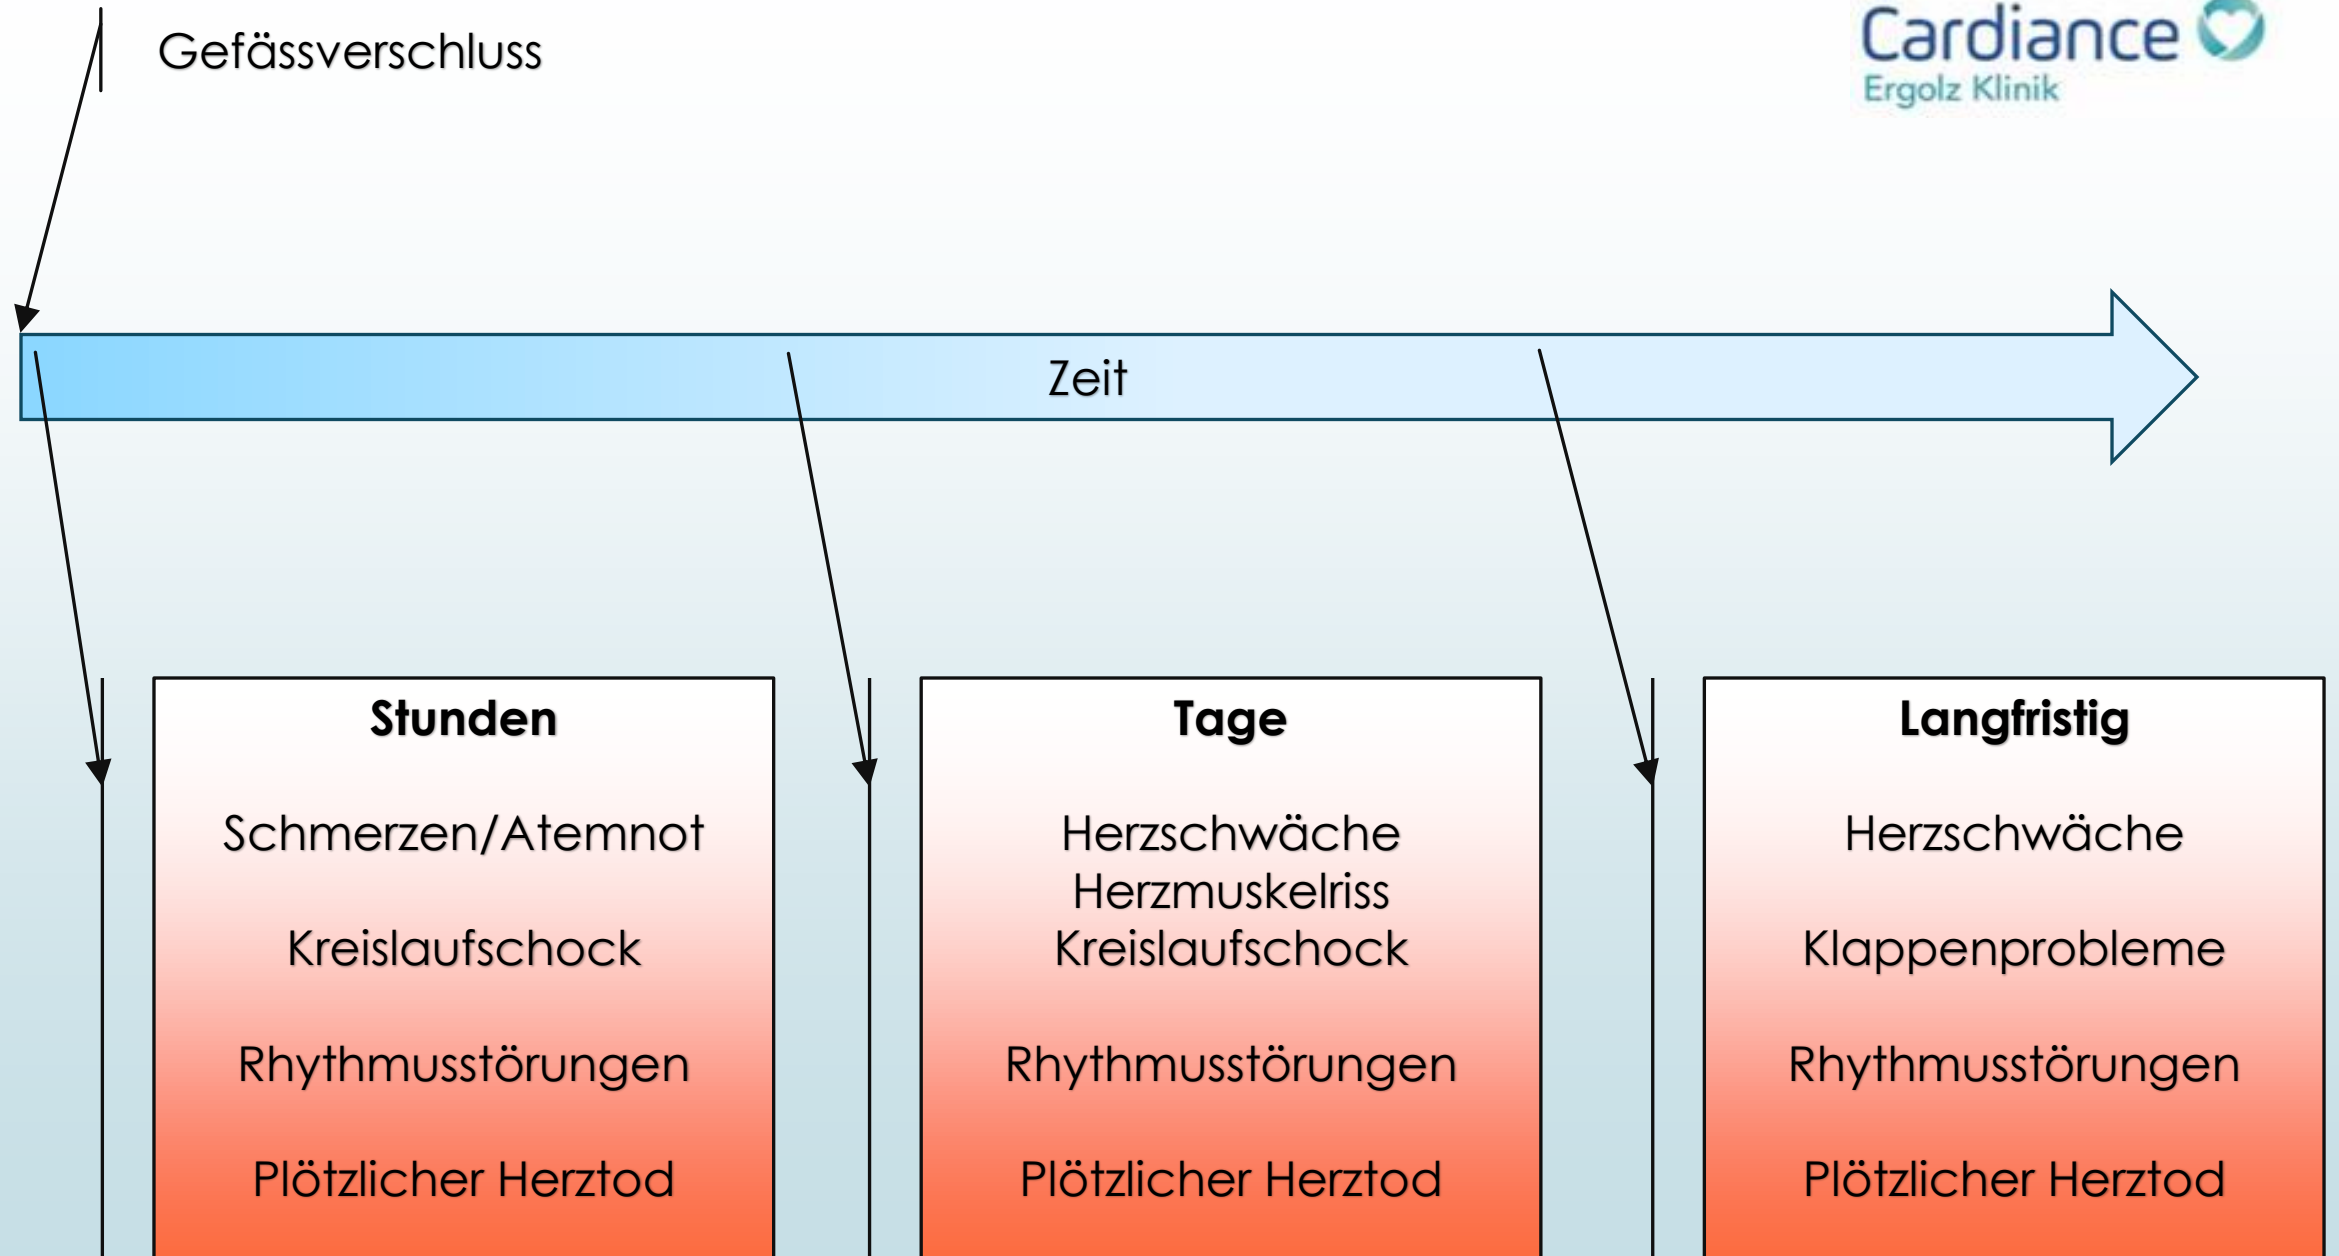 Gefässverschluss
Cardiance
Ergolz Klinik
Zeit
Stunden
Schmerzen/Atemnot
Kreislaufschock
Rhythmusstörungen
Plötzlicher Herztod
Tage
Herzschwäche
Herzmuskelriss
Kreislaufschock
Rhythmusstörungen
Plötzlicher Herztod
Langfristig
Herzschwäche
Klappenprobleme
Rhythmusstörungen
Plötzlicher Herztod